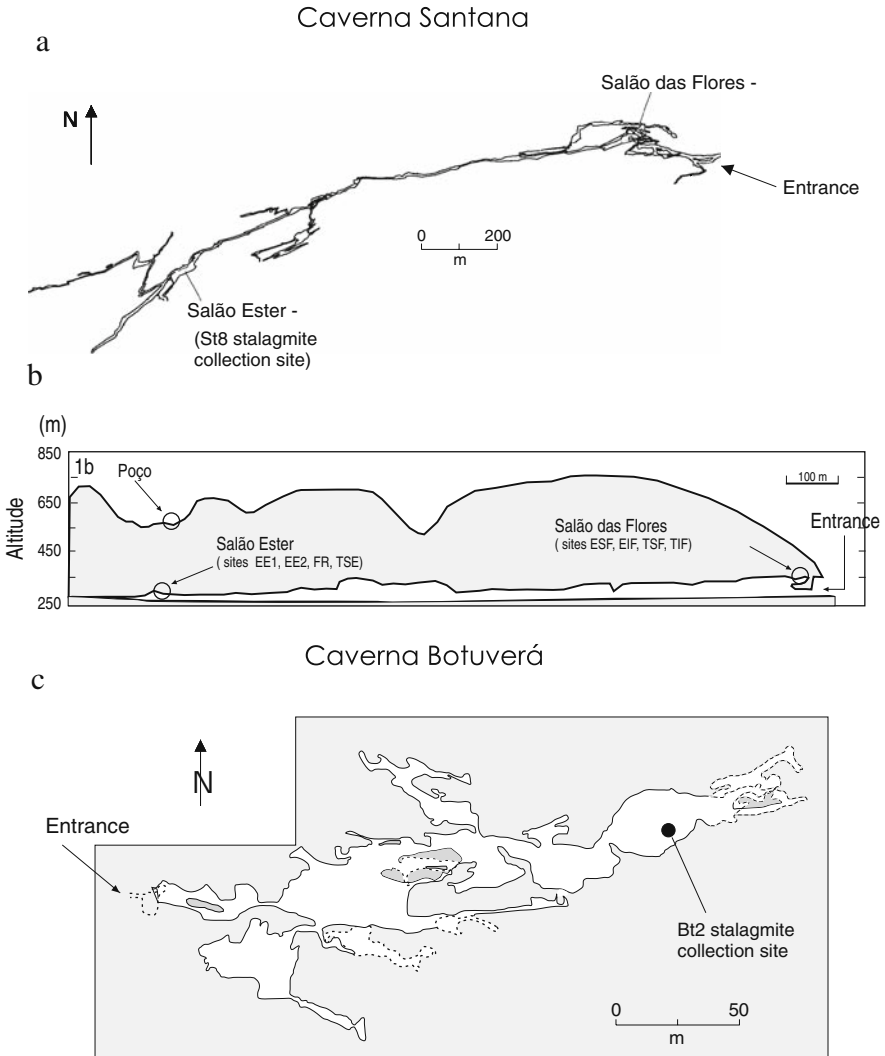 Caverna Santana
a
Salão das Flores -
N
Entrance
0 200
m
Salão Ester -
(St8 stalagmite
collection site)
b
(m)
850
1b
Poço
100 m
650
Altitude
Entrance
Salão Ester
( sites EE1, EE2, FR, TSE)
Salão das Flores
( sites ESF, EIF, TSF, TIF)
450
250
Caverna Botuverá
c
N
Entrance
Bt2 stalagmite
collection site
0 50
m